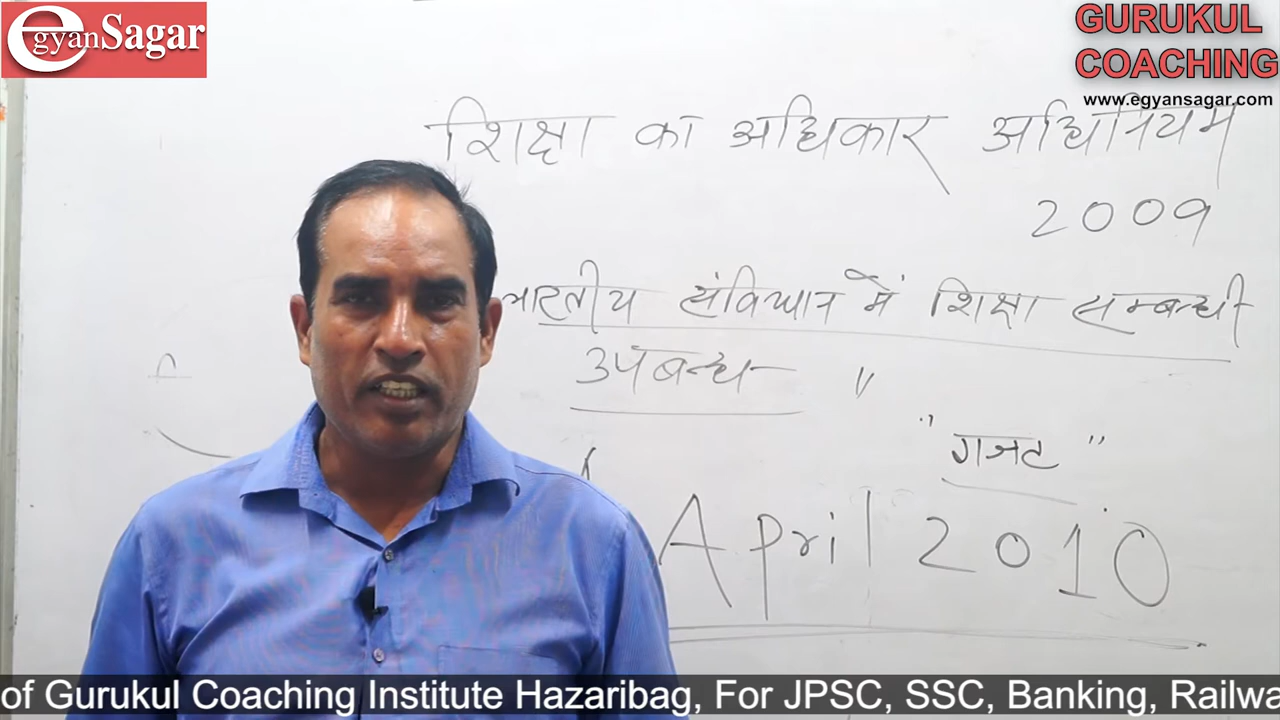 egyanSagar
GURUKUL
COACHING
www.egyansagar.com
शिक्षा का अधिकार अधिनियम
2009
भारतीय संविधान में शिक्षा सम्बन्धी
उपबन्ध "
" गजट "
April 2010
of Gurukul Coaching Institute Hazaribag, For JPSC, SSC, Banking, Railwa